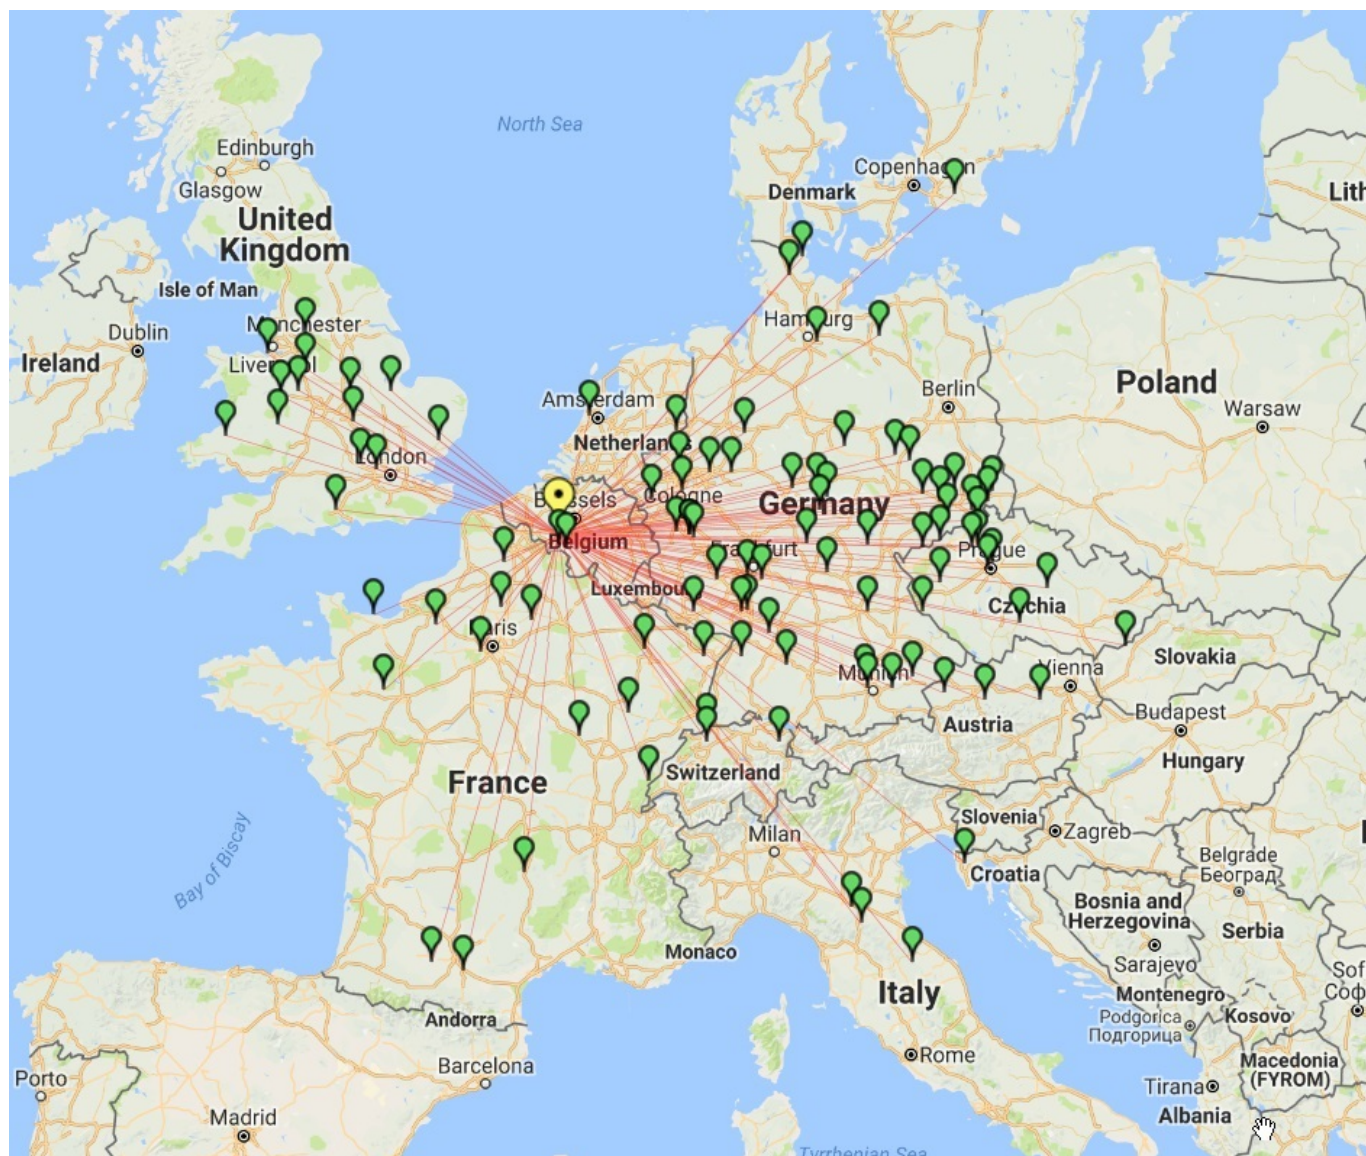 North Sea
Edinburgh
Glasgow
United
Kingdom
Isle of Man
Dublin
Ireland
Manchester
Liverpool
London
Copenhagen
Denmark
Lith
Hamburg
Berlin
Poland
Warsaw
Amsterdam
Netherlands
Brussels
Belgium
Cologne
Germany
Frankfurt
Luxembou
Prague
Czechia
Paris
Slovakia
Munich
Vienna
Austria
Budapest
Hungary
France
Switzerland
Slovenia
Zagreb
Milan
Croatia
Belgrade
Београд
Bay of Biscay
Bosnia and
Herzegovina
Serbia
Sarajevo
Monaco
Italy
Sof
Соф
Montenegro
Podgorica
Подгорица
Kosovo
Andorra
Rome
Barcelona
Macedonia
(FYROM)
Porto
Tirana
Albania
Madrid
Tyrrhenian Sea